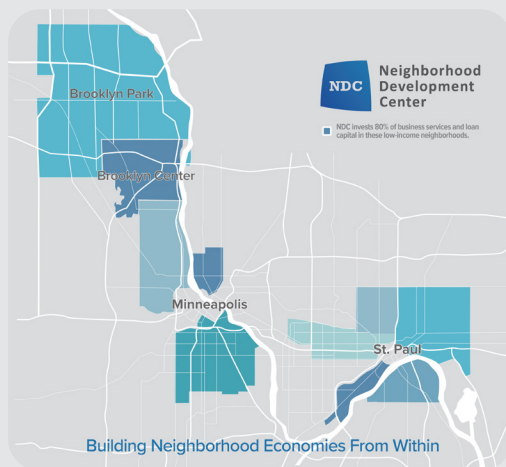 NDC
Neighborhood
Development
Center
NDC invests 80% of business services and loan
capital in these low-income neighborhoods.
Brooklyn Park
Brooklyn Center
Minneapolis
St. Paul
Building Neighborhood Economies From Within